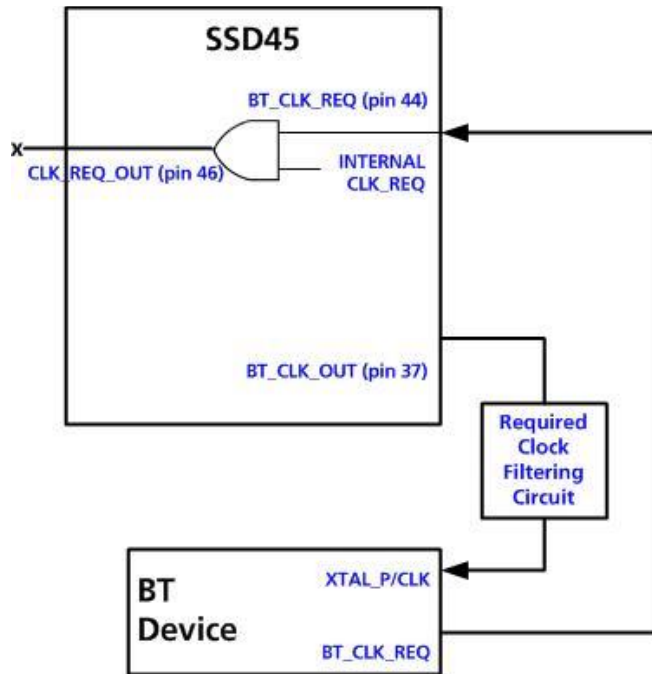 SSD45
BT_CLK_REQ (pin 44)
x
CLK_REQ_OUT (pin 46)
INTERNAL
CLK_REQ
BT_CLK_OUT (pin 37)
Required
Clock
Filtering
Circuit
XTAL_P/CLK
BT
Device
BT_CLK_REQ